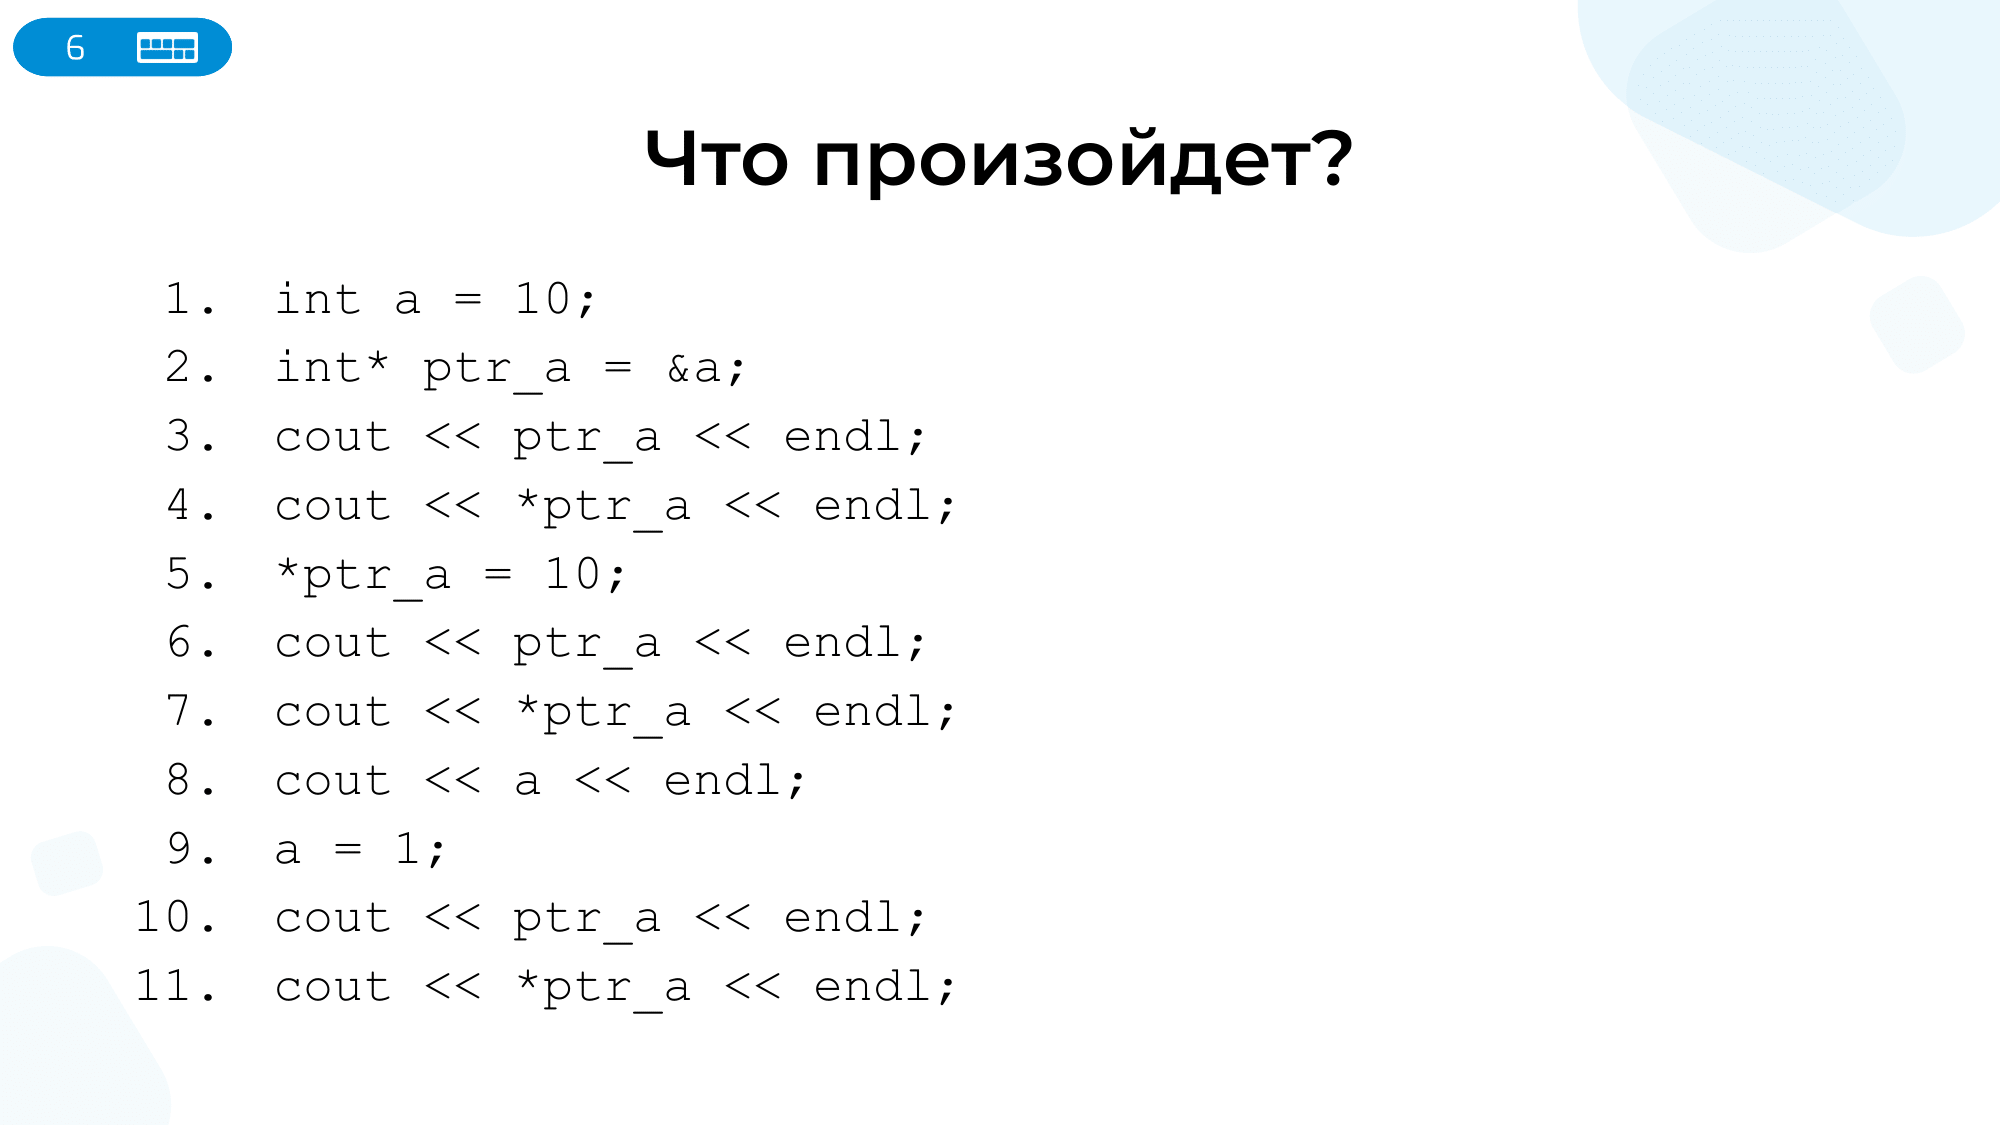 6
Что произойдет?
1. int a = 10;
2. int* ptr_a = &a;
3. cout << ptr_a << endl;
4. cout << *ptr_a << endl;
5. *ptr_a = 10;
6. cout << ptr_a << endl;
7. cout << *ptr_a << endl;
8. cout << a << endl;
9. a = 1;
10. cout << ptr_a << endl;
11. cout << *ptr_a << endl;